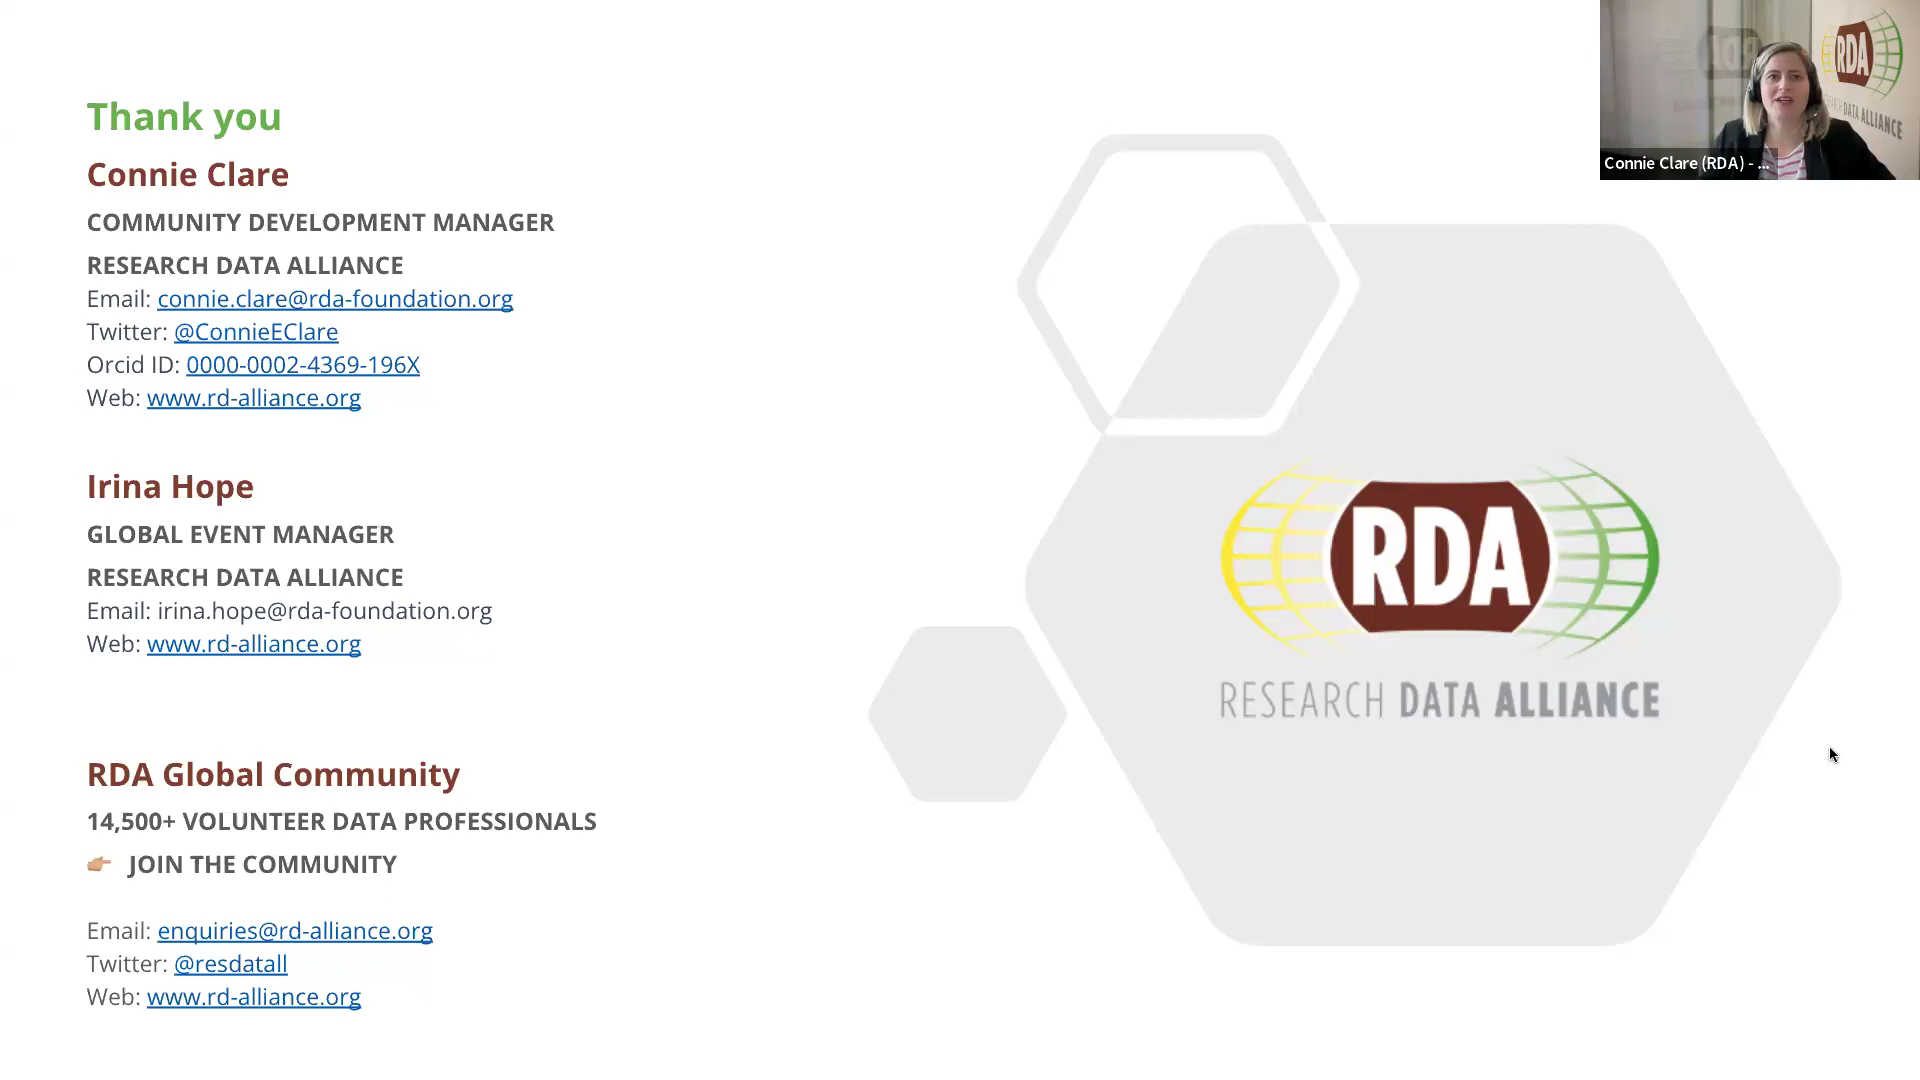 Thank you
Connie Clare
COMMUNITY DEVELOPMENT MANAGER
RESEARCH DATA ALLIANCE
Email: connie.clare@rda-foundation.org
Twitter: @ConnieEClare
Orcid ID: 0000-0002-4369-196X
Web: www.rd-alliance.org
Irina Hope
GLOBAL EVENT MANAGER
RESEARCH DATA ALLIANCE
Email: irina.hope@rda-foundation.org
Web: www.rd-alliance.org
RDA Global Community
14,500+ VOLUNTEER DATA PROFESSIONALS
👉🏼 JOIN THE COMMUNITY
Email: enquiries@rd-alliance.org
Twitter: @resdatall
Web: www.rd-alliance.org
RDA
RESEARCH DATA ALLIANCE
RDA
DATA ALLIANCE
Connie Clare (RDA) - ...